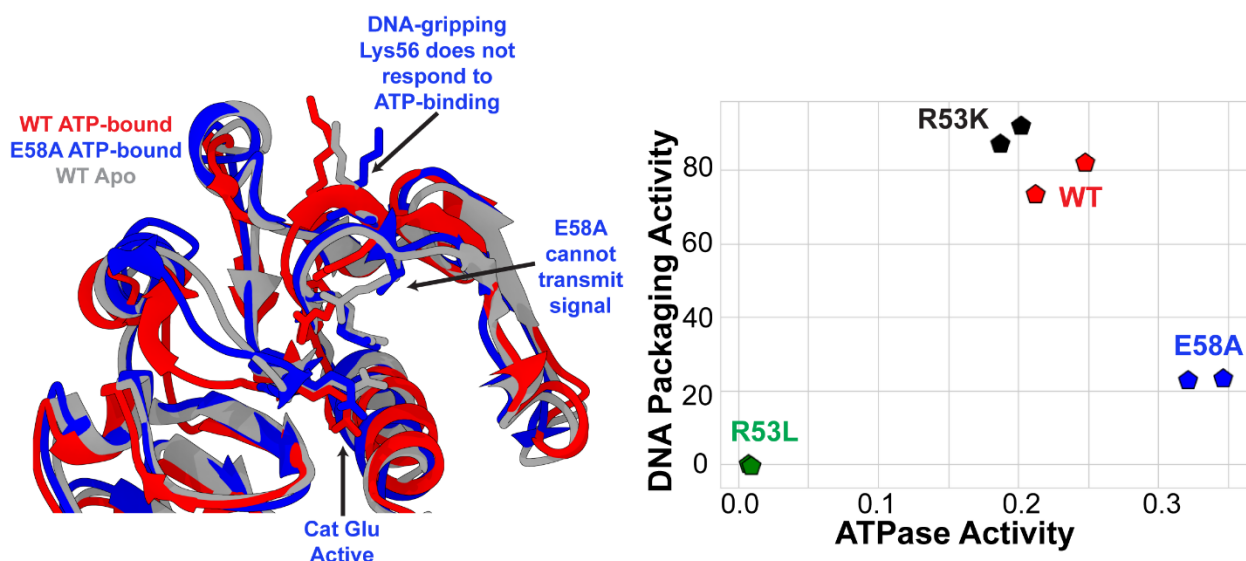 DNA-gripping
Lys56 does not
respond to
ATP-binding
WT ATP-bound
E58A ATP-bound
WT Apo
E58A
cannot
transmit
signal
Cat Glu
Active
DNA Packaging Activity
80
60
40
20
0
R53K
WT
E58A
R53L
0.0
0.1
0.2
0.3
ATPase Activity